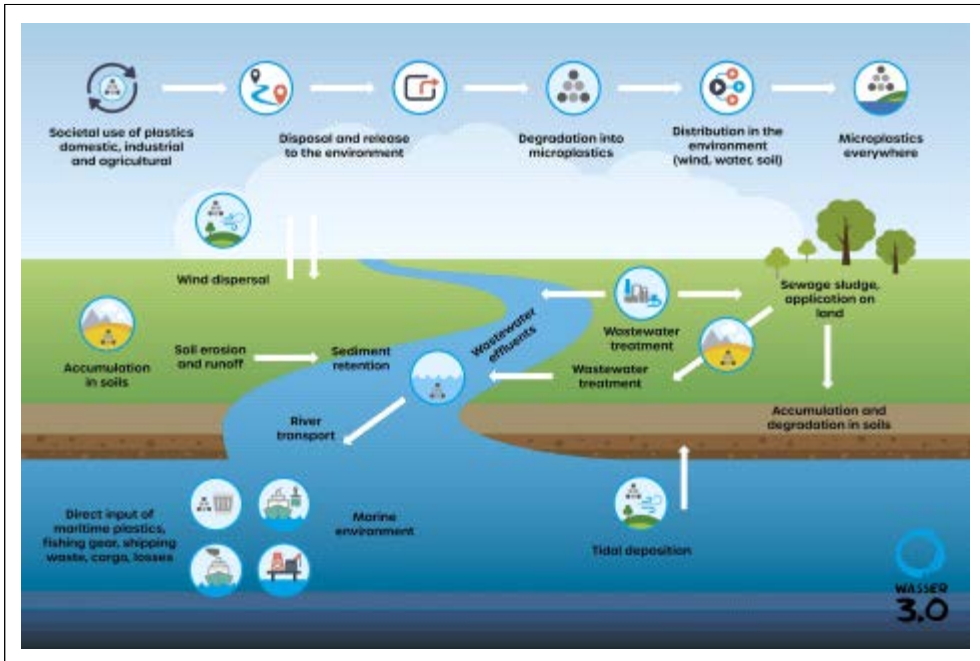 Societal use of plastics
domestic, industrial
and agricultural
Disposal and release
to the environment
Degradation into
microplastics
Distribution in the
environment
(wind, water, soil)
Microplastics
everywhere
Wind dispersal
Sewage sludge,
application on
land
Wastewater
effluents
Wastewater
treatment
Accumulation
in soils
Soil erosion
and runoff
Sediment
retention
Wastewater
treatment
River
transport
Accumulation and
degradation in soils
Direct input of
maritime plastics,
fishing gear, shipping
waste, cargo, losses
Marine
environment
Tidal deposition
WASSER
3.0